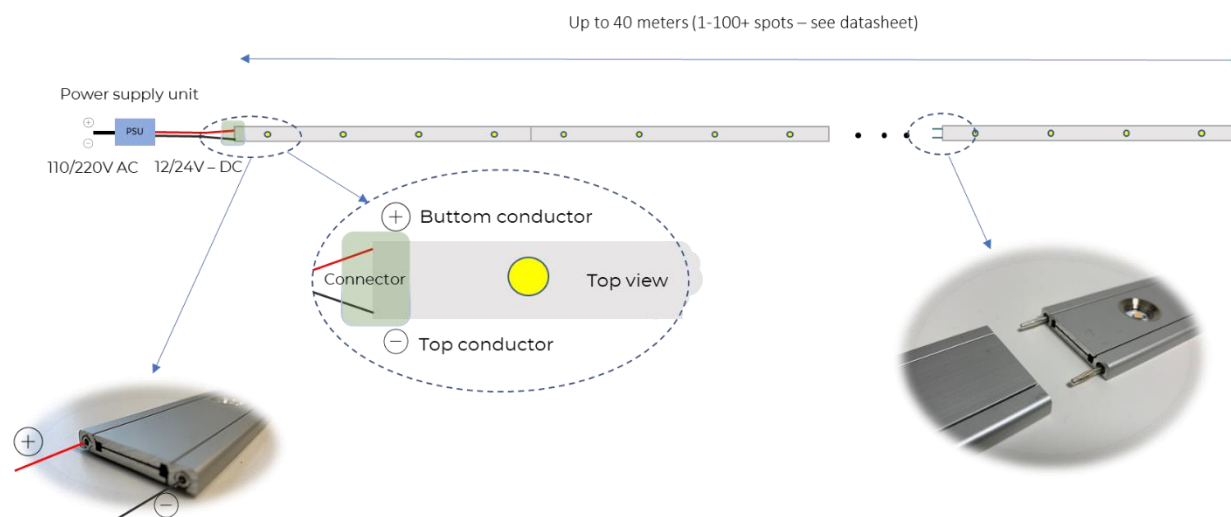 Up to 40 meters (1-100+ spots – see datasheet)
Power supply unit
+
PSU
−
110/220V AC
12/24V – DC
+ Buttom conductor
Connector
Top view
− Top conductor
+
−